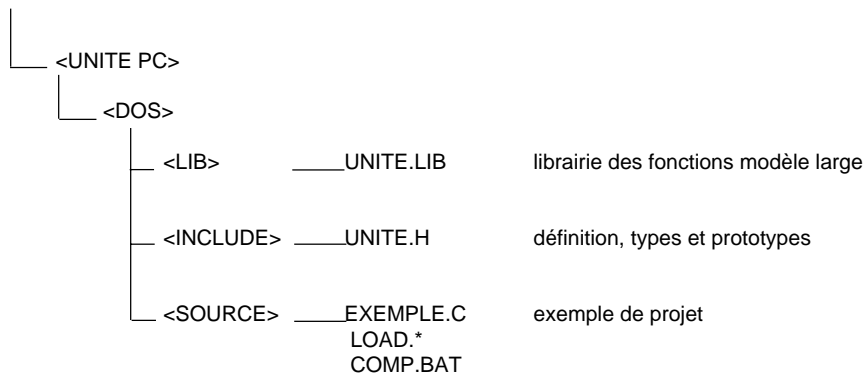 <UNITE PC>
<DOS>
<LIB> UNITE.LIB librairie des fonctions modèle large
<INCLUDE> UNITE.H définition, types et prototypes
<SOURCE> EXEMPLE.C exemple de projet
LOAD.*
COMP.BAT